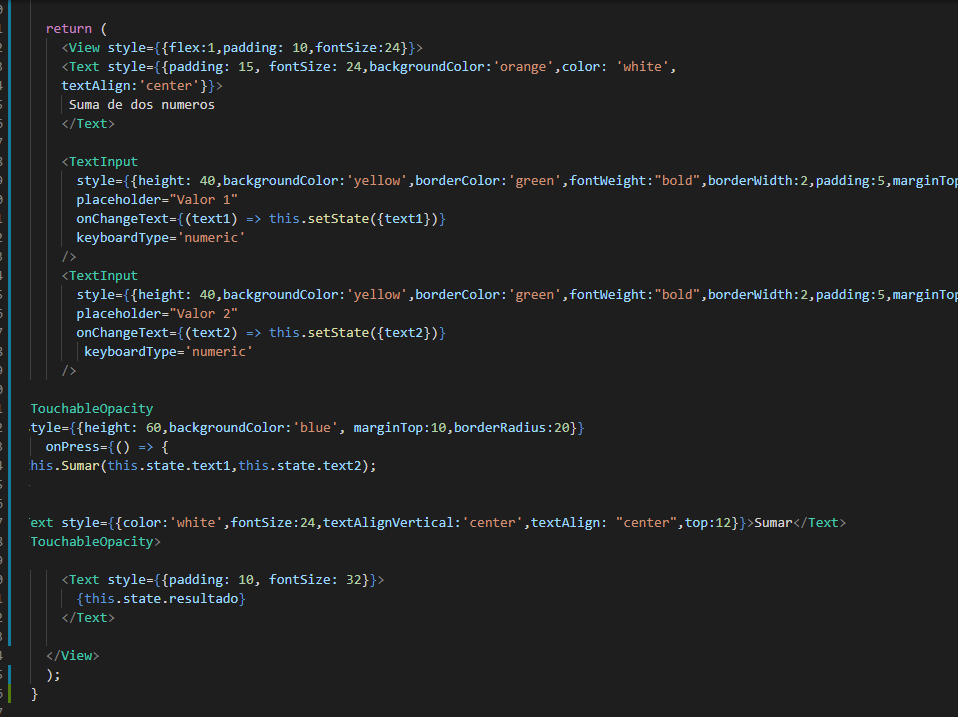 return (
<View style={{flex:1,padding: 10,fontSize:24}}>
<Text style={{padding: 15, fontSize: 24,backgroundColor:'orange',color: 'white',
textAlign:'center'}}>
Suma de dos numeros
</Text>
<TextInput
style={{height: 40,backgroundColor:'yellow',borderColor:'green',fontWeight:"bold",borderWidth:2,padding:5,marginTop
placeholder="Valor 1"
onChangeText={(text1) => this.setState({text1})}
keyboardType='numeric'
/>
<TextInput
style={{height: 40,backgroundColor:'yellow',borderColor:'green',fontWeight:"bold",borderWidth:2,padding:5,marginTop
placeholder="Valor 2"
onChangeText={(text2) => this.setState({text2})}
keyboardType='numeric'
/>
TouchableOpacity
tyle={{height: 60,backgroundColor:'blue', marginTop:10,borderRadius:20}}
onPress={() => {
his.Sumar(this.state.text1,this.state.text2);
ext style={{color:'white',fontSize:24,textAlignVertical:'center',textAlign: "center",top:12}}>Sumar</Text>
TouchableOpacity>
<Text style={{padding: 10, fontSize: 32}}>
{this.state.resultado}
</Text>
</View>
);
}